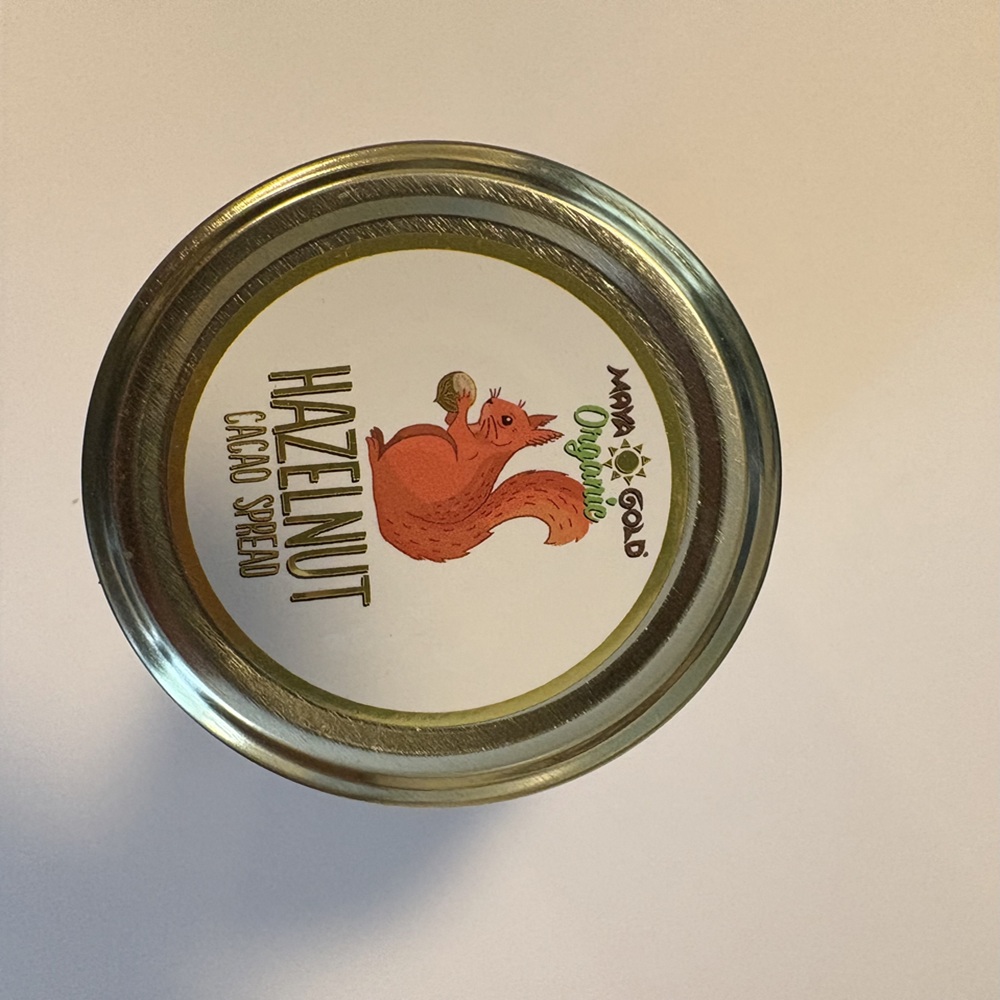 MAYA GOLD
Organic
HAZELNUT
CACAO SPREAD